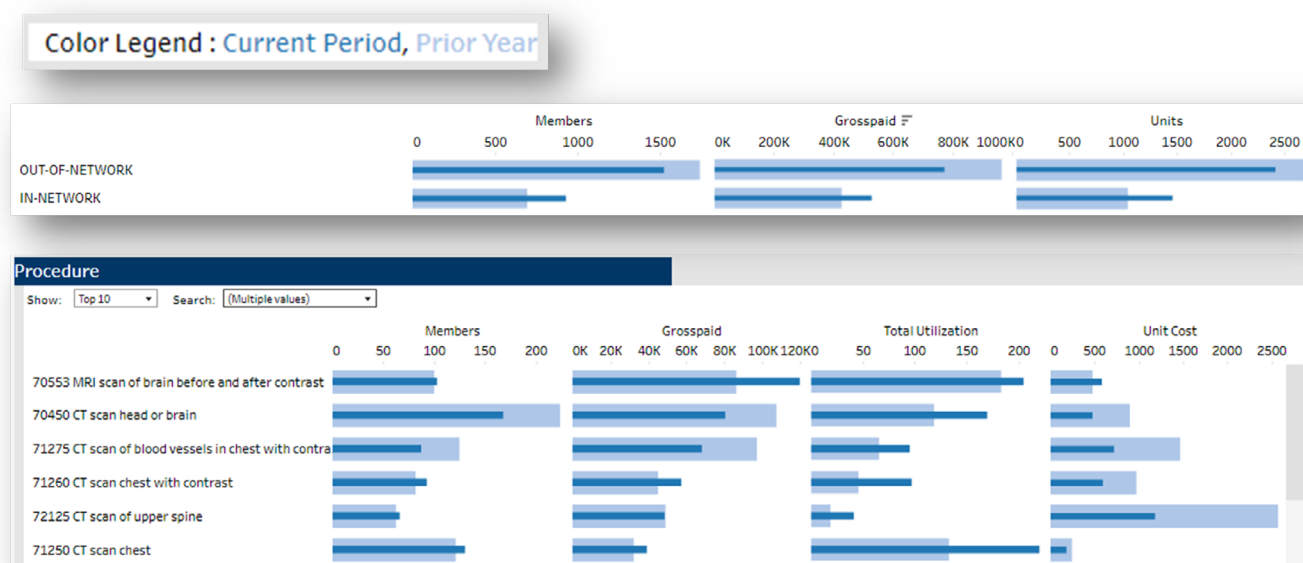 Color Legend : Current Period, Prior Year
Members Grosspaid Units
0 500 1000 1500 0K 200K 400K 600K 800K 1000K0 500 1000 1500 2000 2500
OUT-OF-NETWORK
IN-NETWORK
Procedure
Show: Top 10 Search: (Multiple values)
Members Grosspaid Total Utilization Unit Cost
0 50 100 150 200 0K 20K 40K 60K 80K 100K 120K0 50 100 150 200 0 500 1000 1500 2000 2500
70553 MRI scan of brain before and after contrast
70450 CT scan head or brain
71275 CT scan of blood vessels in chest with contra
71260 CT scan chest with contrast
72125 CT scan of upper spine
71250 CT scan chest